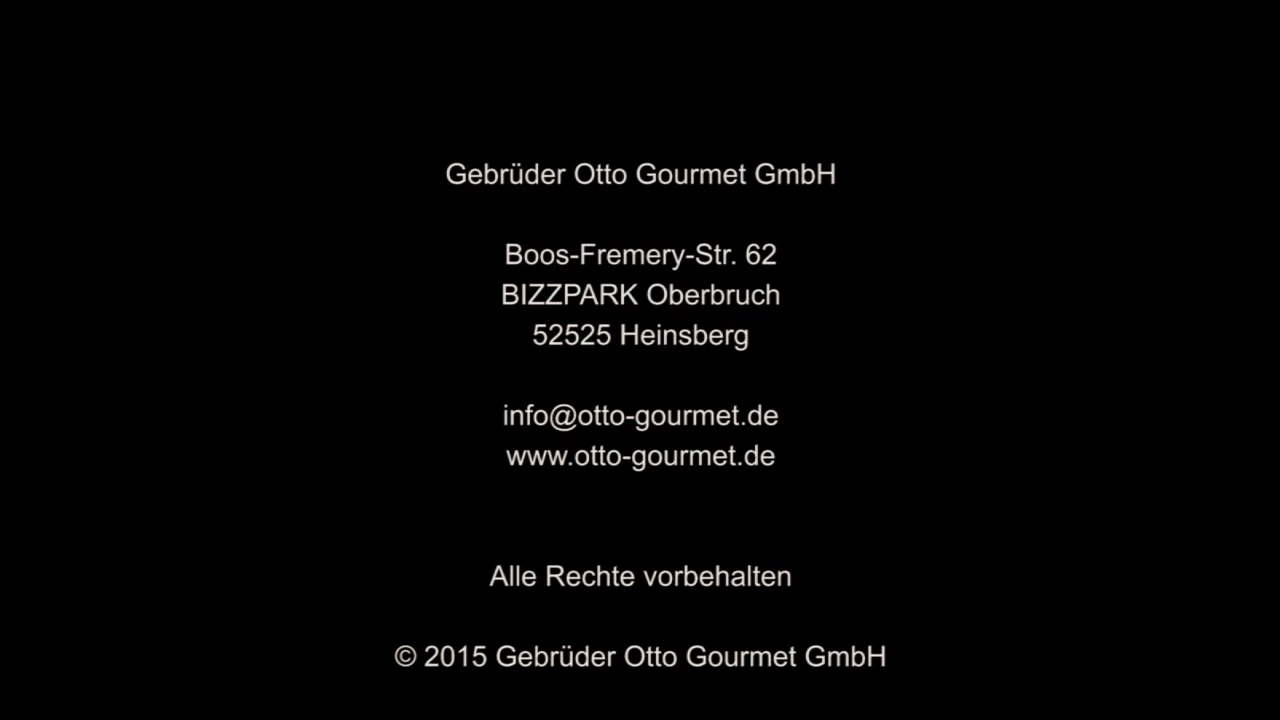 Gebrüder Otto Gourmet GmbH
Boos-Fremery-Str. 62
BIZZPARK Oberbruch
52525 Heinsberg
info@otto-gourmet.de
www.otto-gourmet.de
Alle Rechte vorbehalten
© 2015 Gebrüder Otto Gourmet GmbH